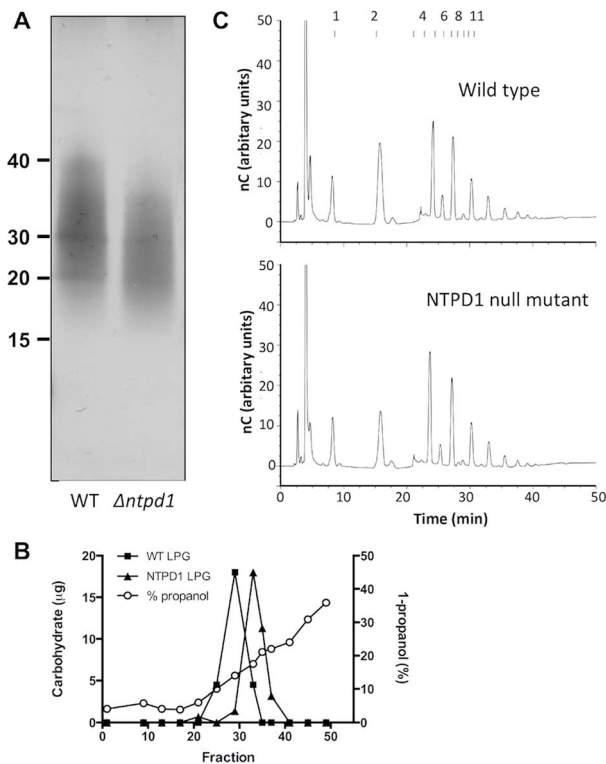 A
40
30
20
15
WT Δntpd1
C
1 2 4 6 8 11
50
40
30
20
10
0
nC (arbitary units)
Wild type
50
40
30
20
10
0
nC (arbitary units)
NTPD1 null mutant
0 10 20 30 40 50
Time (min)
B
WT LPG
NTPD1 LPG
% propanol
20
15
10
5
0
Carbohydrate (µg)
50
40
30
20
10
0
1-propanol (%)
0 10 20 30 40 50
Fraction